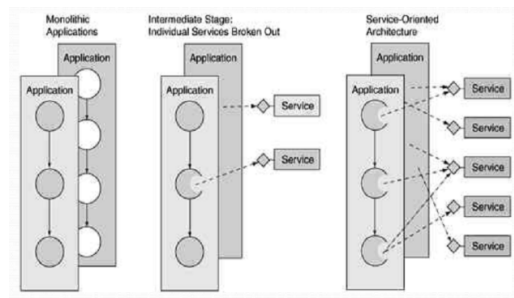 Monolithic
Applications
Application
Application
Intermediate Stage:
Individual Services Broken Out
Application
Application
Service
Service
Service-Oriented
Architecture
Application
Application
Service
Service
Service
Service
Service